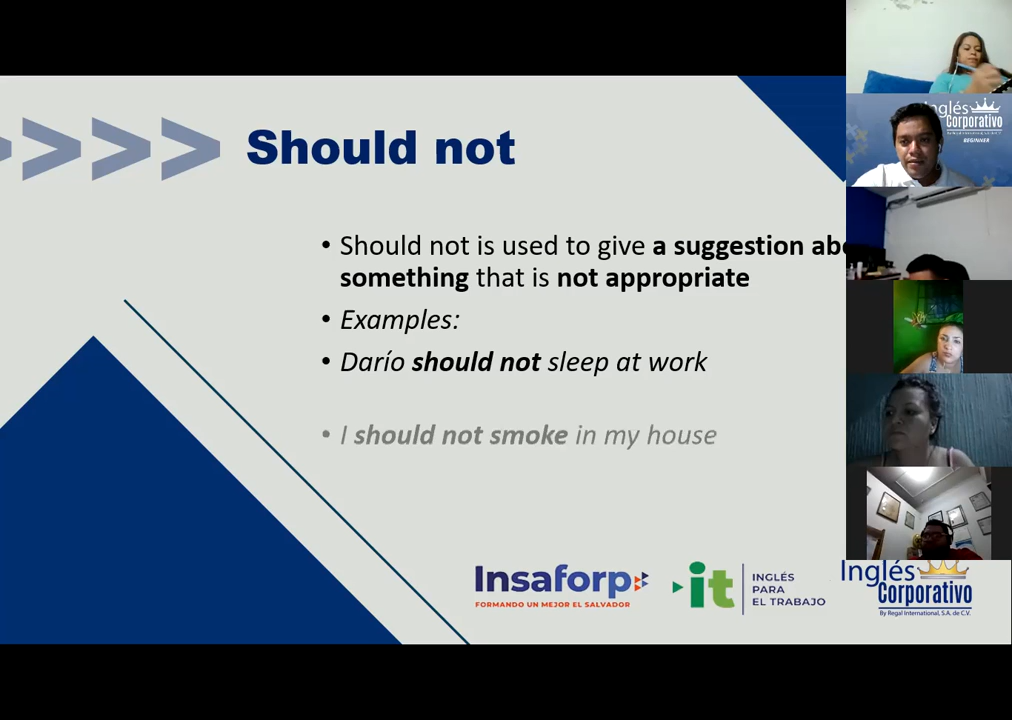 Should not
• Should not is used to give a suggestion
something that is not appropriate
• Examples:
• Darío should not sleep at work
• I should not smoke in my house
Insaforp
FORMANDO UN MEJOR EL SALVADOR
it
INGLÉS
PARA
EL TRABAJO
Inglés
Corporativo
By Regal International, S.A. de C.V.
Inglés
Corporativo
BEGINNER